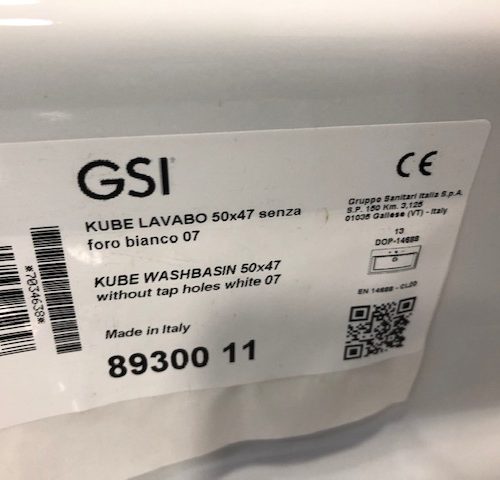 GSI
CE
Gruppo Sanitari Italia S.p.A.
S.P. 150 Km. 3,125
01035 Gallese (VT) - Italy
KUBE LAVABO 50x47 senza
foro bianco 07
13
DOP-14688
KUBE WASHBASIN 50x47
without tap holes white 07
EN 14688 - CL20
Made in Italy
89300 11
*7034638*